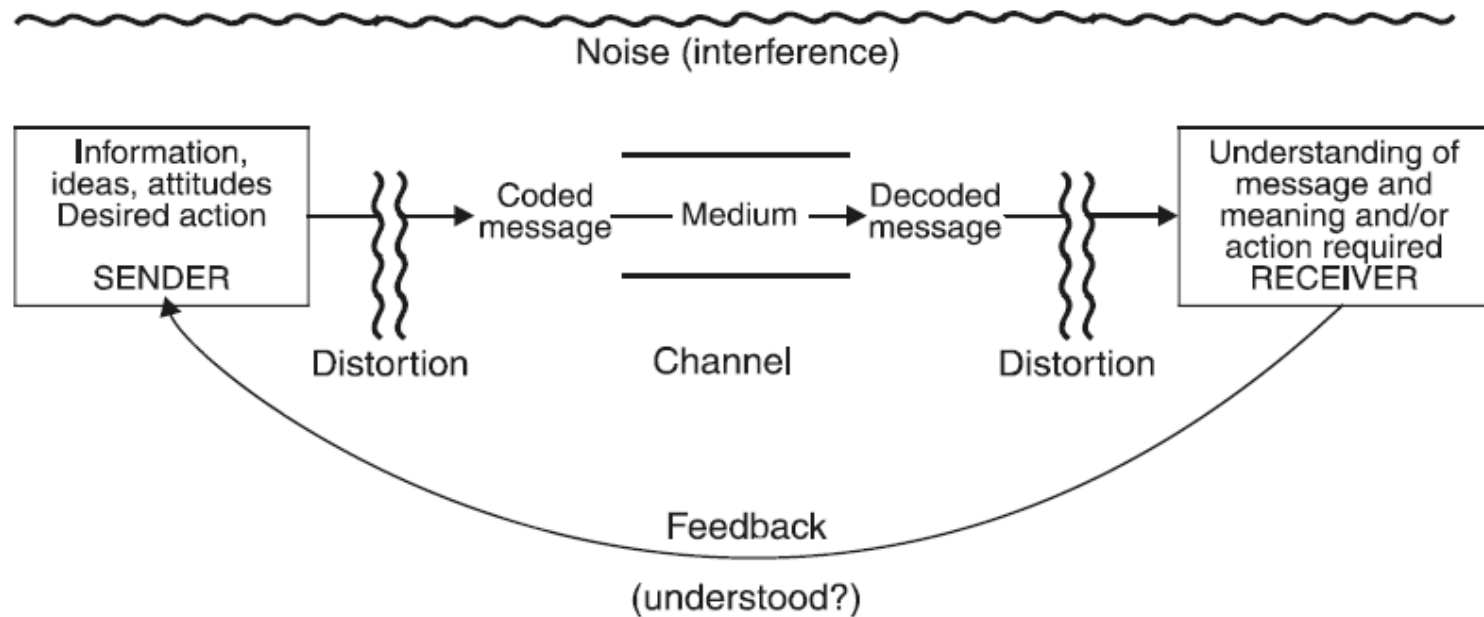 Noise (interference)
Information,
ideas, attitudes
Desired action
SENDER
Distortion
Coded
message
Medium
Channel
Decoded
message
Distortion
Understanding of
message and
meaning and/or
action required
RECEIVER
Feedback
(understood?)